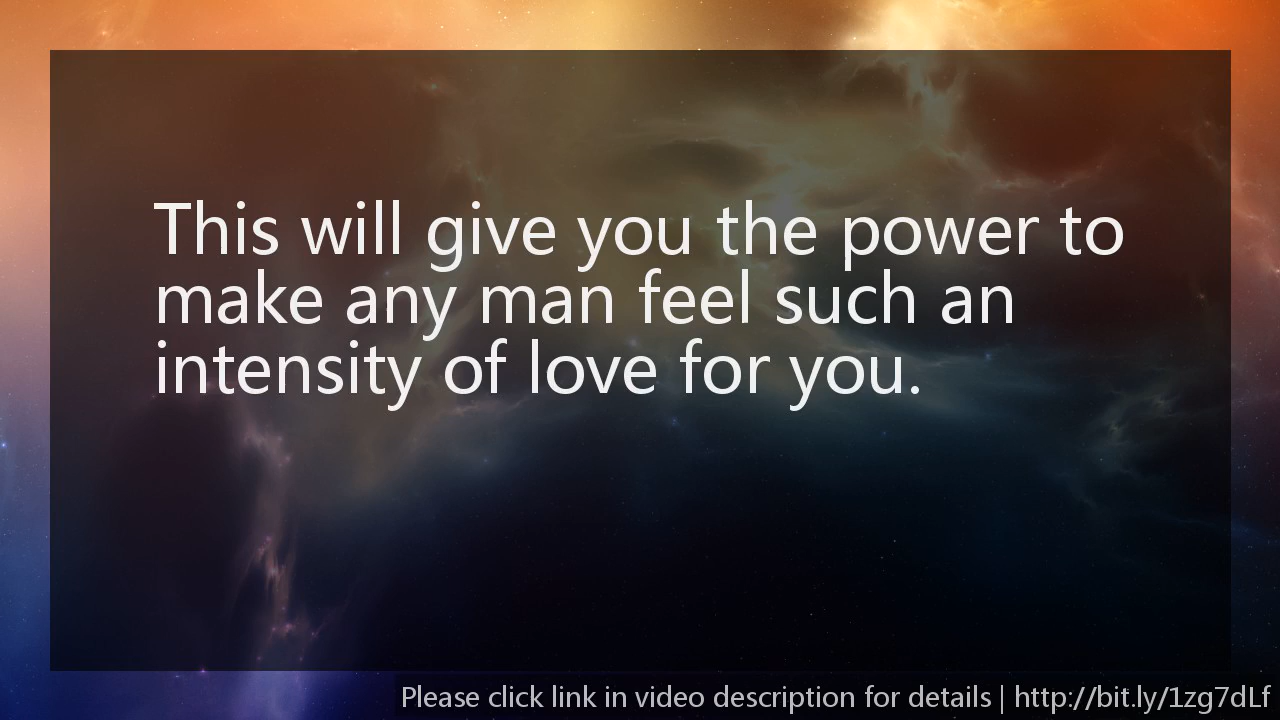 This will give you the power to
make any man feel such an
intensity of love for you.
Please click link in video description for details | http://bit.ly/1zg7dLf